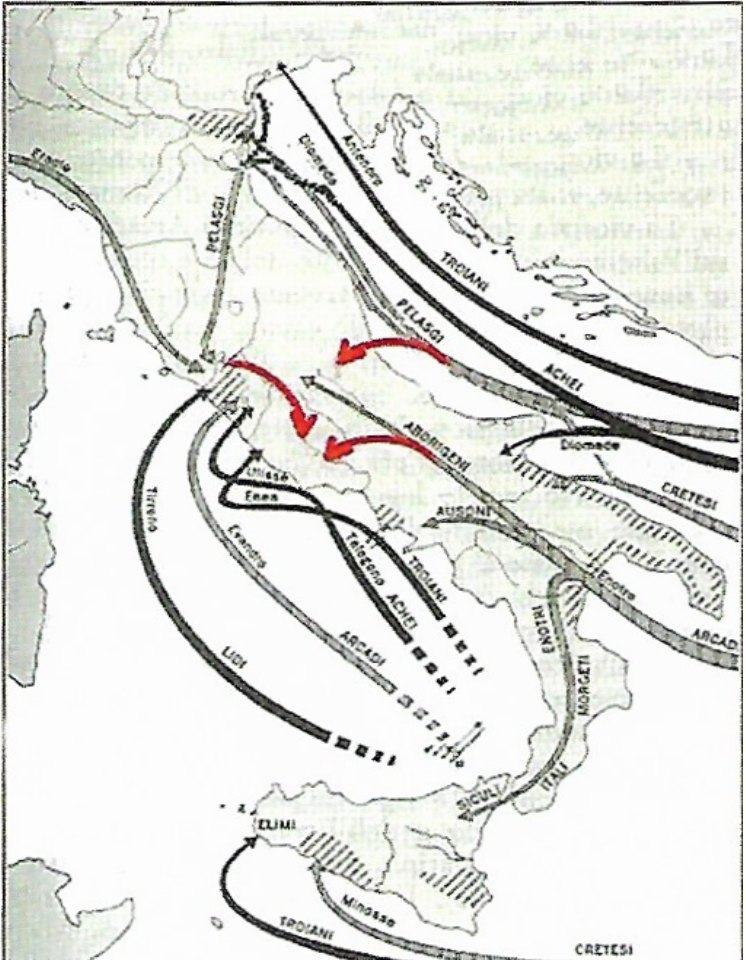 Eracle
PELASGI
Diomede
Antenore
TROIANI
PELASGI
ACHEI
ABORIGENI
Diomede
CRETESI
AUSONI
Ulisse
Enea
Tirreno
Evandro
Telegono
ACHEI
TROIANI
Enotro
ARCADI
ENOTRI
MORGETI
ARCADI
LIDI
ITALI
SICULI
ELIMI
Minosse
TROIANI
CRETESI